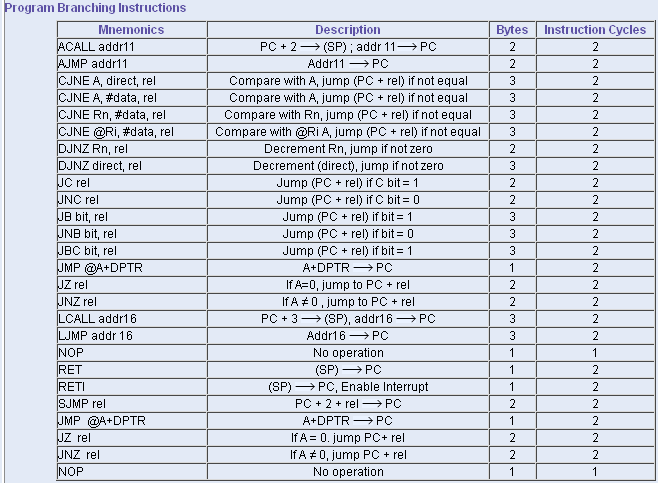 Program Branching Instructions
Mnemonics Description Bytes Instruction Cycles
ACALL addr11 PC + 2 ⟶ (SP) ; addr 11⟶ PC 2 2
AJMP addr11 Addr11 ⟶ PC 2 2
CJNE A, direct, rel Compare with A, jump (PC + rel) if not equal 3 2
CJNE A, #data, rel Compare with A, jump (PC + rel) if not equal 3 2
CJNE Rn, #data, rel Compare with Rn, jump (PC + rel) if not equal 3 2
CJNE @Ri, #data, rel Compare with @Ri A, jump (PC + rel) if not equal 3 2
DJNZ Rn, rel Decrement Rn, jump if not zero 2 2
DJNZ direct, rel Decrement (direct), jump if not zero 3 2
JC rel Jump (PC + rel) if C bit = 1 2 2
JNC rel Jump (PC + rel) if C bit = 0 2 2
JB bit, rel Jump (PC + rel) if bit = 1 3 2
JNB bit, rel Jump (PC + rel) if bit = 0 3 2
JBC bit, rel Jump (PC + rel) if bit = 1 3 2
JMP @A+DPTR A+DPTR ⟶ PC 1 2
JZ rel If A=0, jump to PC + rel 2 2
JNZ rel If A ≠ 0 , jump to PC + rel 2 2
LCALL addr16 PC + 3 ⟶ (SP), addr16 ⟶ PC 3 2
LJMP addr 16 Addr16 ⟶ PC 3 2
NOP No operation 1 1
RET (SP) ⟶ PC 1 2
RETI (SP) ⟶ PC, Enable Interrupt 1 2
SJMP rel PC + 2 + rel ⟶ PC 2 2
JMP @A+DPTR A+DPTR ⟶ PC 1 2
JZ rel If A = 0. jump PC+ rel 2 2
JNZ rel If A ≠ 0, jump PC + rel 2 2
NOP No operation 1 1